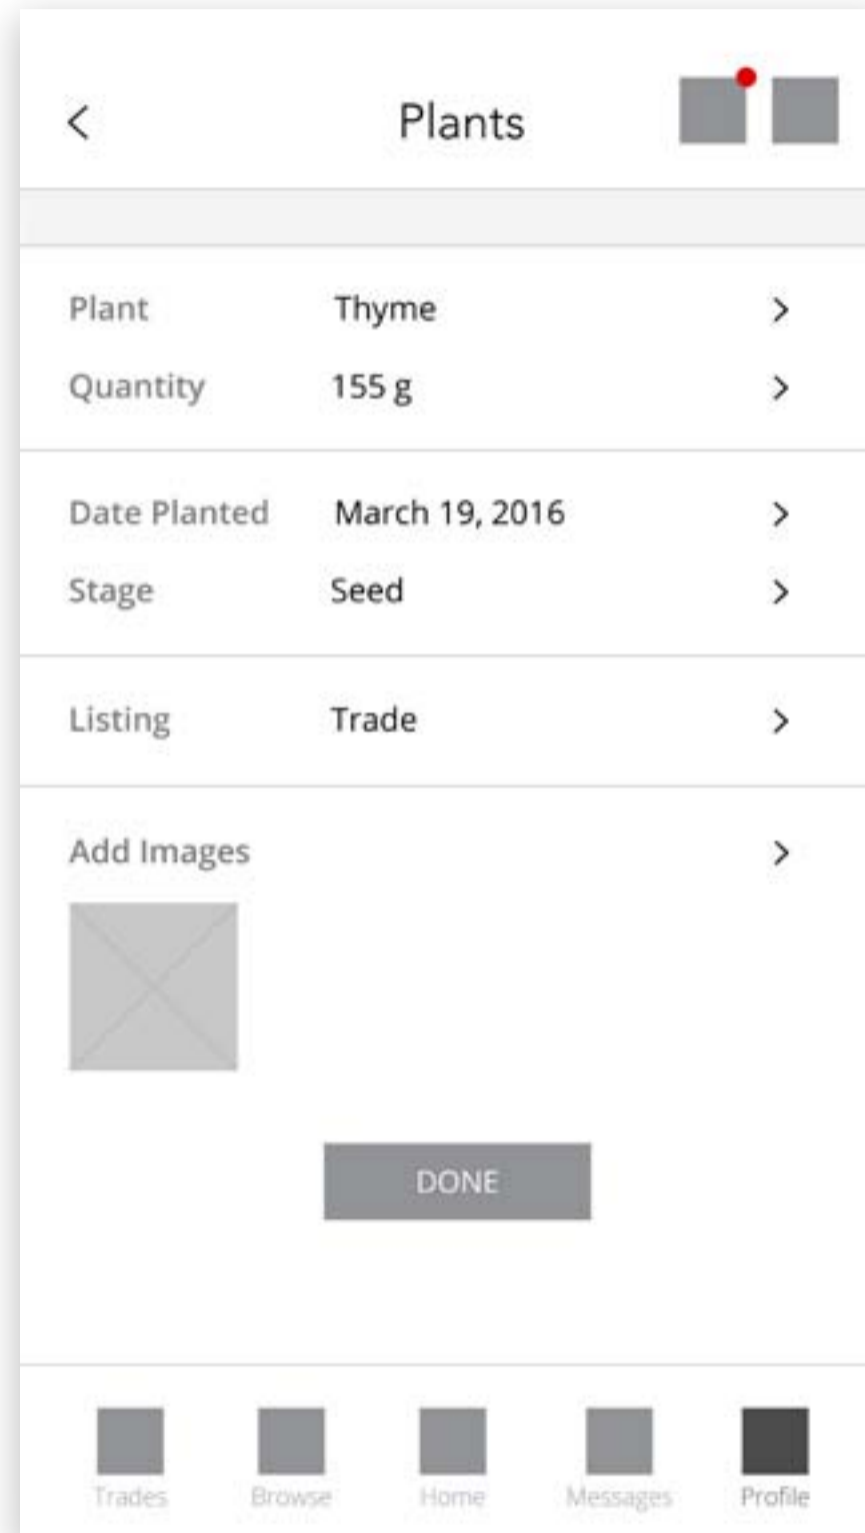 Plants
Plant Thyme
Quantity 155 g
Date Planted March 19, 2016
Stage Seed
Listing Trade
Add Images
DONE
Trades Browse Home Messages Profile